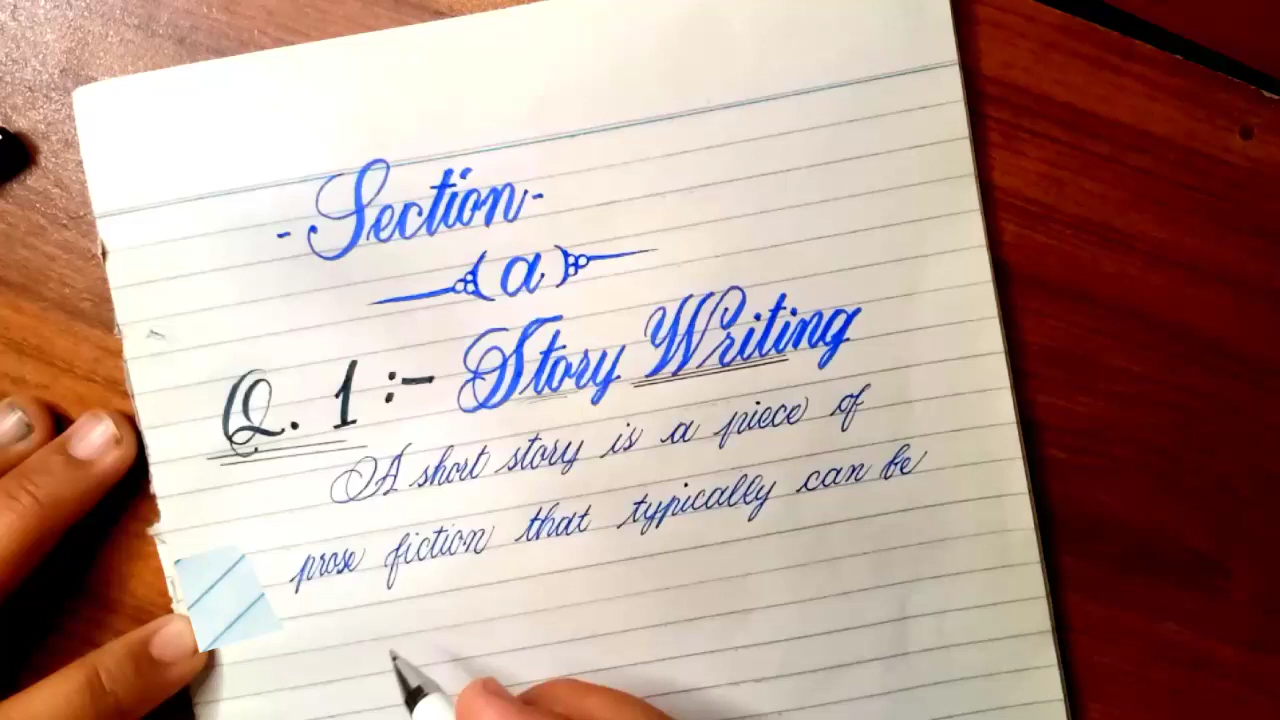 -Section-
(a)
Q. 1 :- Story Writing
A short story is a piece of
prose fiction that typically can be